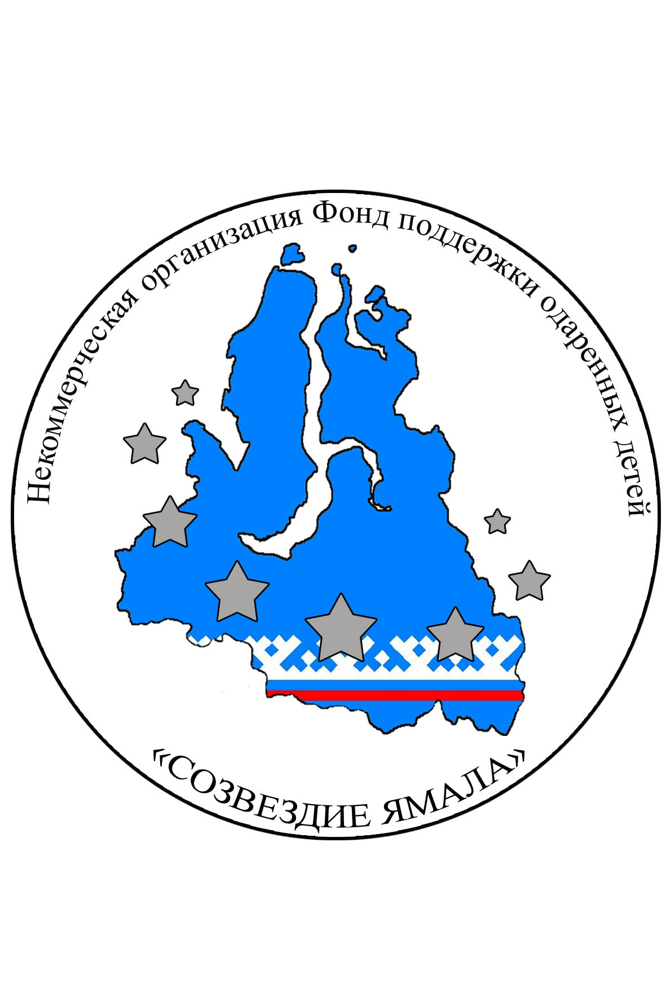 Некоммерческая организация Фонд поддержки одаренных детей
«СОЗВЕЗДИЕ ЯМАЛА»